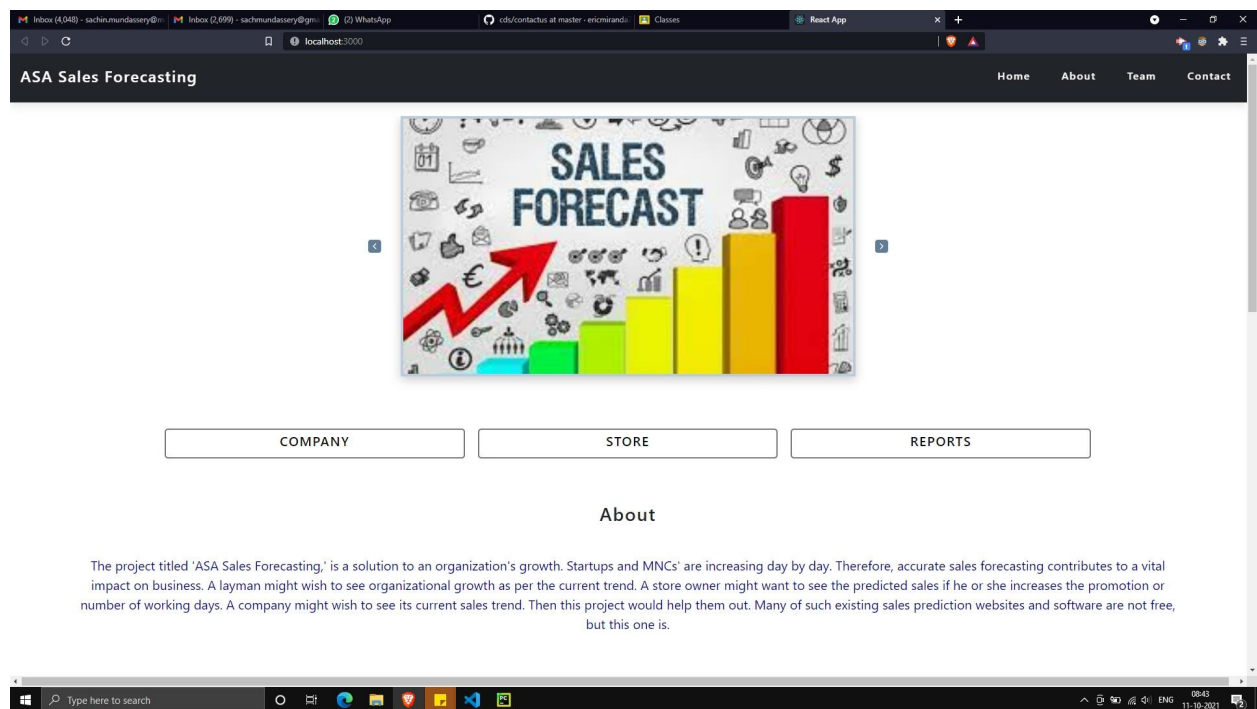 Inbox (4,048) - sachin.mundassery@m
Inbox (2,699) - sachmundassery@gma
(2) WhatsApp
cds/contactus at master · ericmiranda
Classes
React App
localhost:3000
ASA Sales Forecasting
Home
About
Team
Contact
01
SALES
FORECAST
COMPANY
STORE
REPORTS
About
The project titled 'ASA Sales Forecasting,' is a solution to an organization's growth. Startups and MNCs' are increasing day by day. Therefore, accurate sales forecasting contributes to a vital
impact on business. A layman might wish to see organizational growth as per the current trend. A store owner might want to see the predicted sales if he or she increases the promotion or
number of working days. A company might wish to see its current sales trend. Then this project would help them out. Many of such existing sales prediction websites and software are not free,
but this one is.
Type here to search
ENG
08:43
11-10-2021